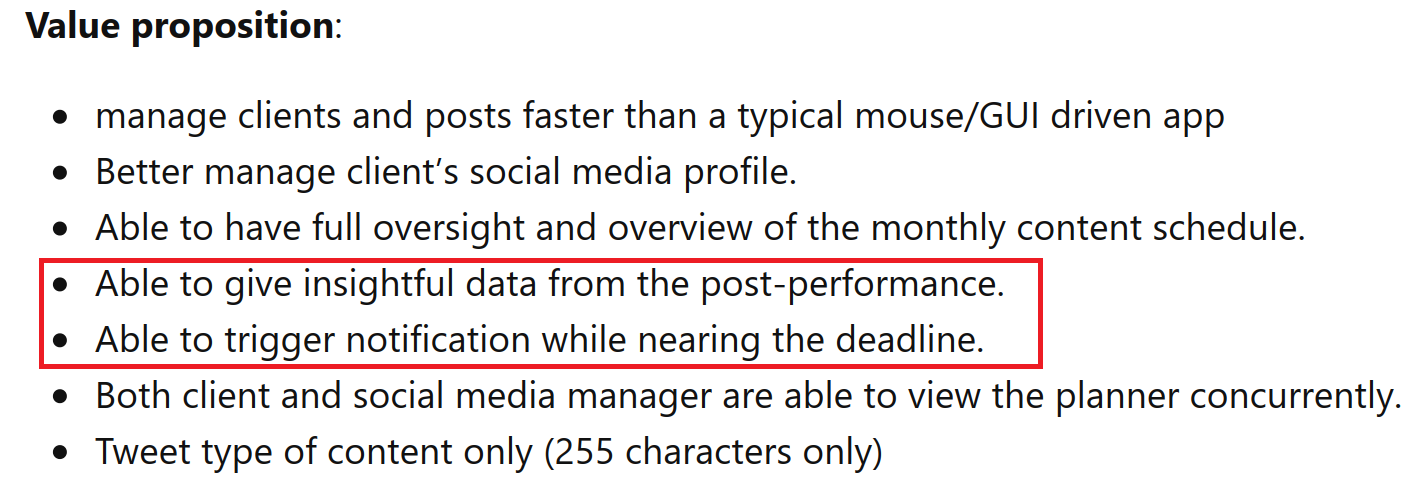 Value proposition:
• manage clients and posts faster than a typical mouse/GUI driven app
• Better manage client’s social media profile.
• Able to have full oversight and overview of the monthly content schedule.
• Able to give insightful data from the post-performance.
• Able to trigger notification while nearing the deadline.
• Both client and social media manager are able to view the planner concurrently.
• Tweet type of content only (255 characters only)